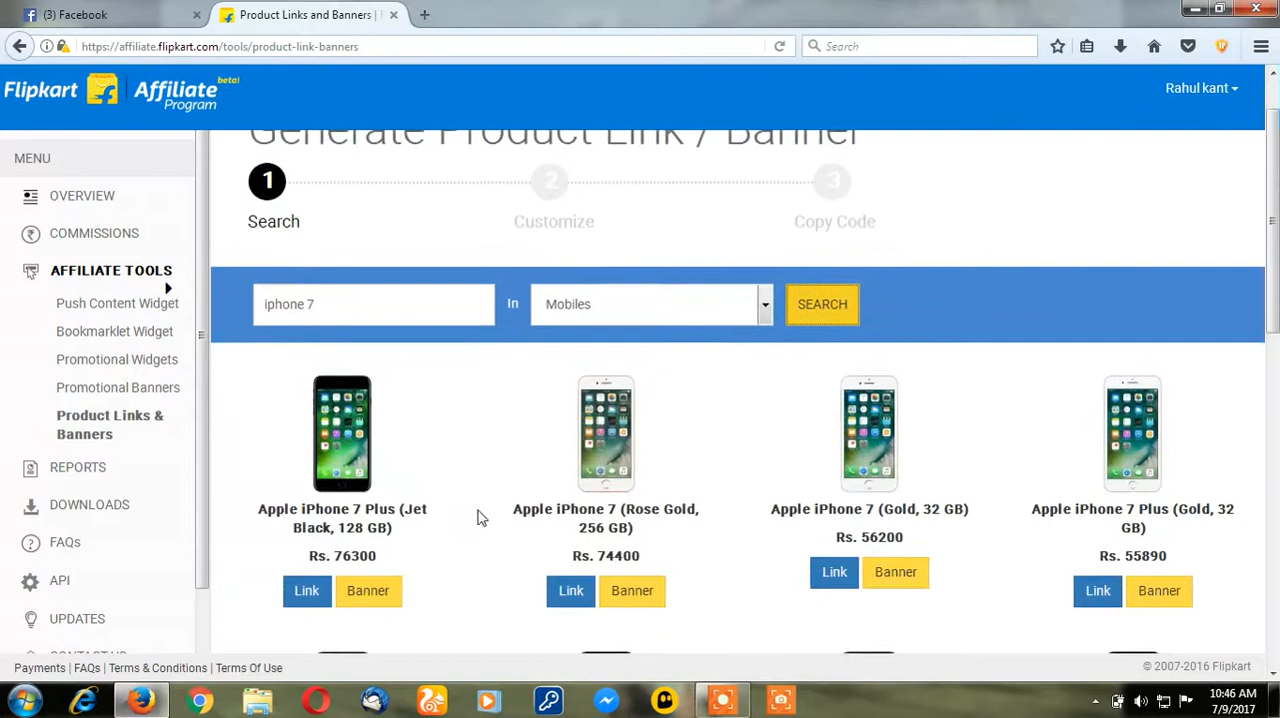 (3) Facebook
Product Links and Banners |
https://affiliate.flipkart.com/tools/product-link-banners
Search
Flipkart
Affiliate beta!
Program
Rahul kant
MENU
OVERVIEW
COMMISSIONS
AFFILIATE TOOLS
Push Content Widget
Bookmarklet Widget
Promotional Widgets
Promotional Banners
Product Links &
Banners
REPORTS
DOWNLOADS
FAQs
API
UPDATES
CONTACT US
Generate Product Link / Banner
1 2 3
Search Customize Copy Code
iphone 7 In Mobiles SEARCH
Apple iPhone 7 Plus (Jet
Black, 128 GB)
Rs. 76300
Link Banner
Apple iPhone 7 (Rose Gold,
256 GB)
Rs. 74400
Link Banner
Apple iPhone 7 (Gold, 32 GB)
Rs. 56200
Link Banner
Apple iPhone 7 Plus (Gold, 32
GB)
Rs. 55890
Link Banner
Payments | FAQs | Terms & Conditions | Terms Of Use
© 2007-2016 Flipkart
10:46 AM
7/9/2017